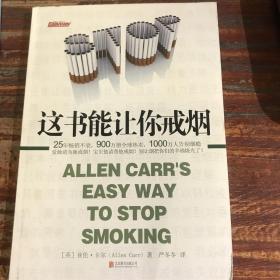 STOP
这书能让你戒烟
25年畅销不衰，900万册全球热卖，1000万人告别烟瘾
ALLEN CARR'S
EASY WAY
TO STOP
SMOKING
[英] 亚伦·卡尔 (Allen Carr) 著 严冬冬 译